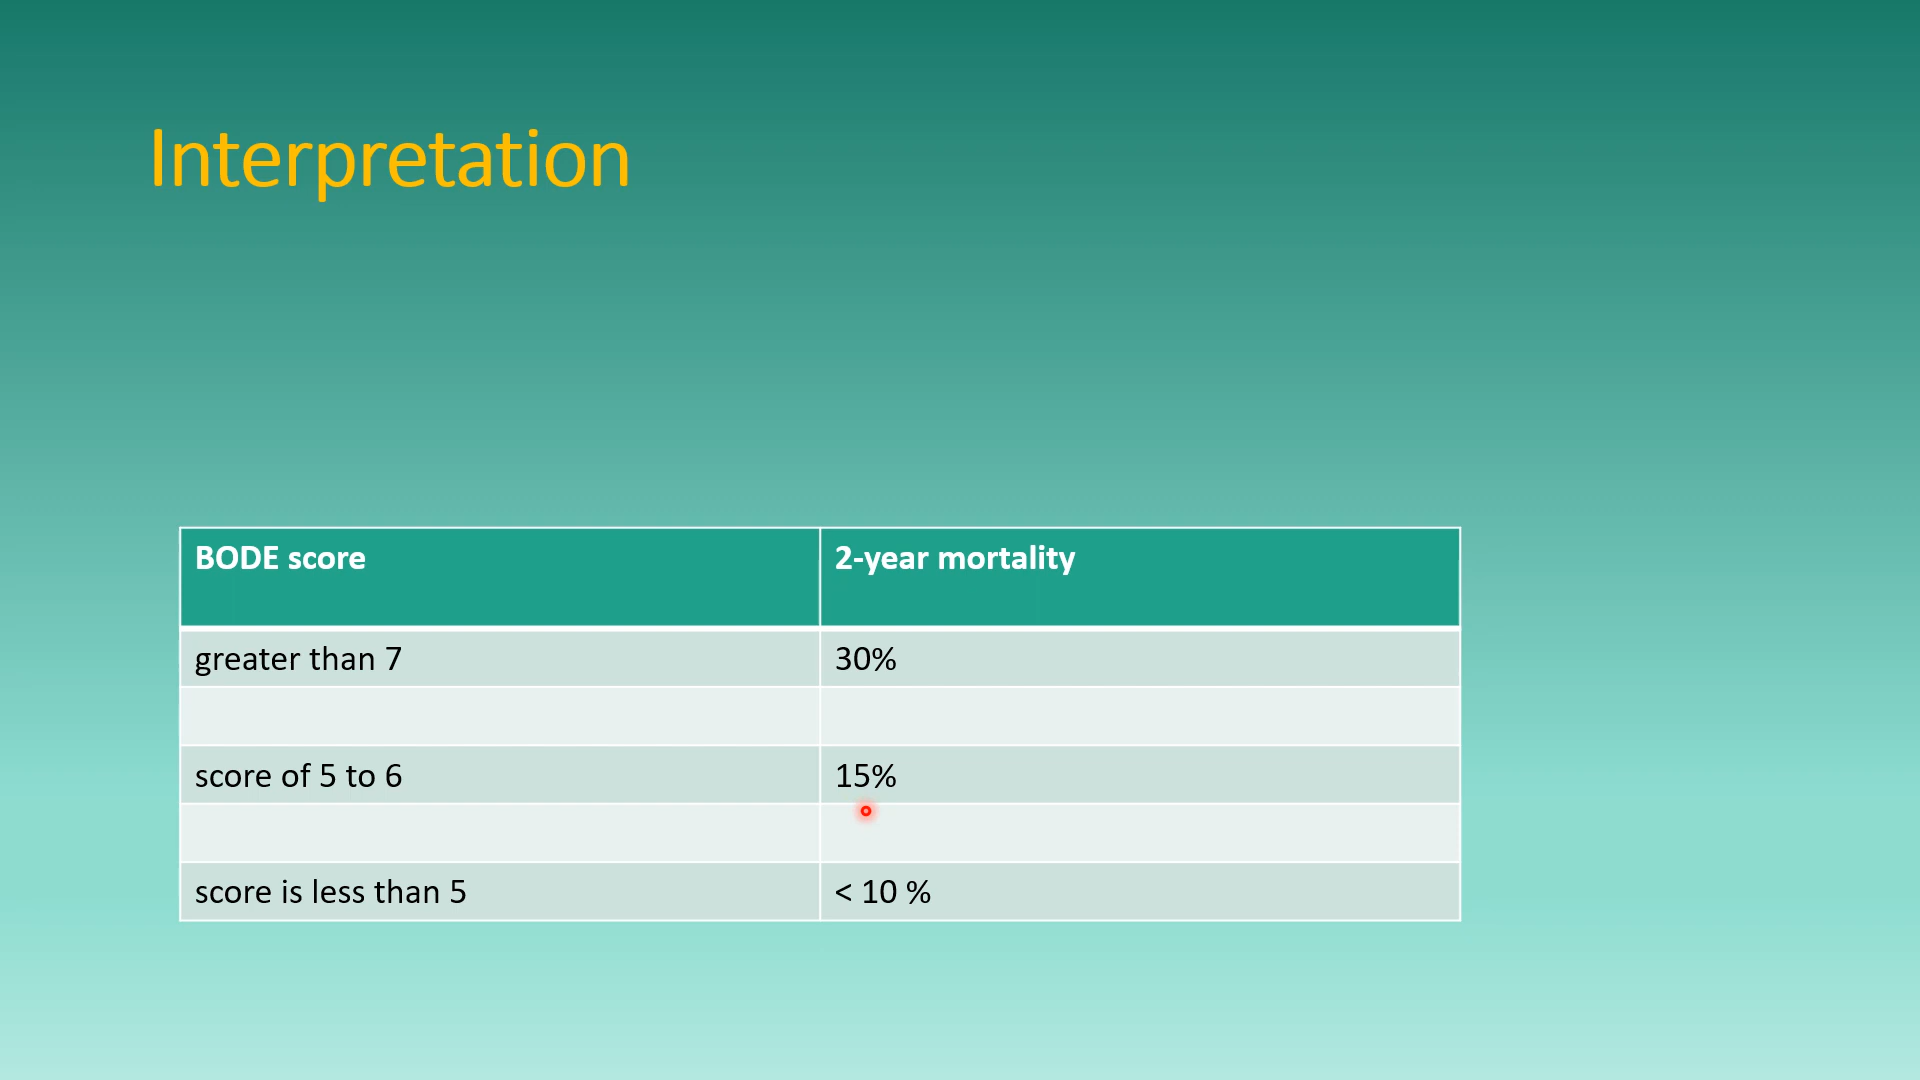 Interpretation
BODE score 2-year mortality
greater than 7 30%
score of 5 to 6 15%
score is less than 5 < 10 %